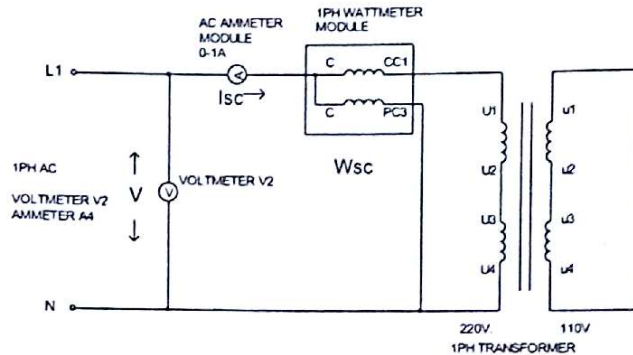 AC AMMETER
MODULE
0-1A
1PH WATTMETER
MODULE
L1
A
Isc
C
CC1
C
PC3
Wsc
1PH AC
VOLTMETER V2
AMMETER A4
V
V
VOLTMETER V2
U1
U2
U3
U4
u1
u2
u3
u4
N
220V.
110V
1PH TRANSFORMER